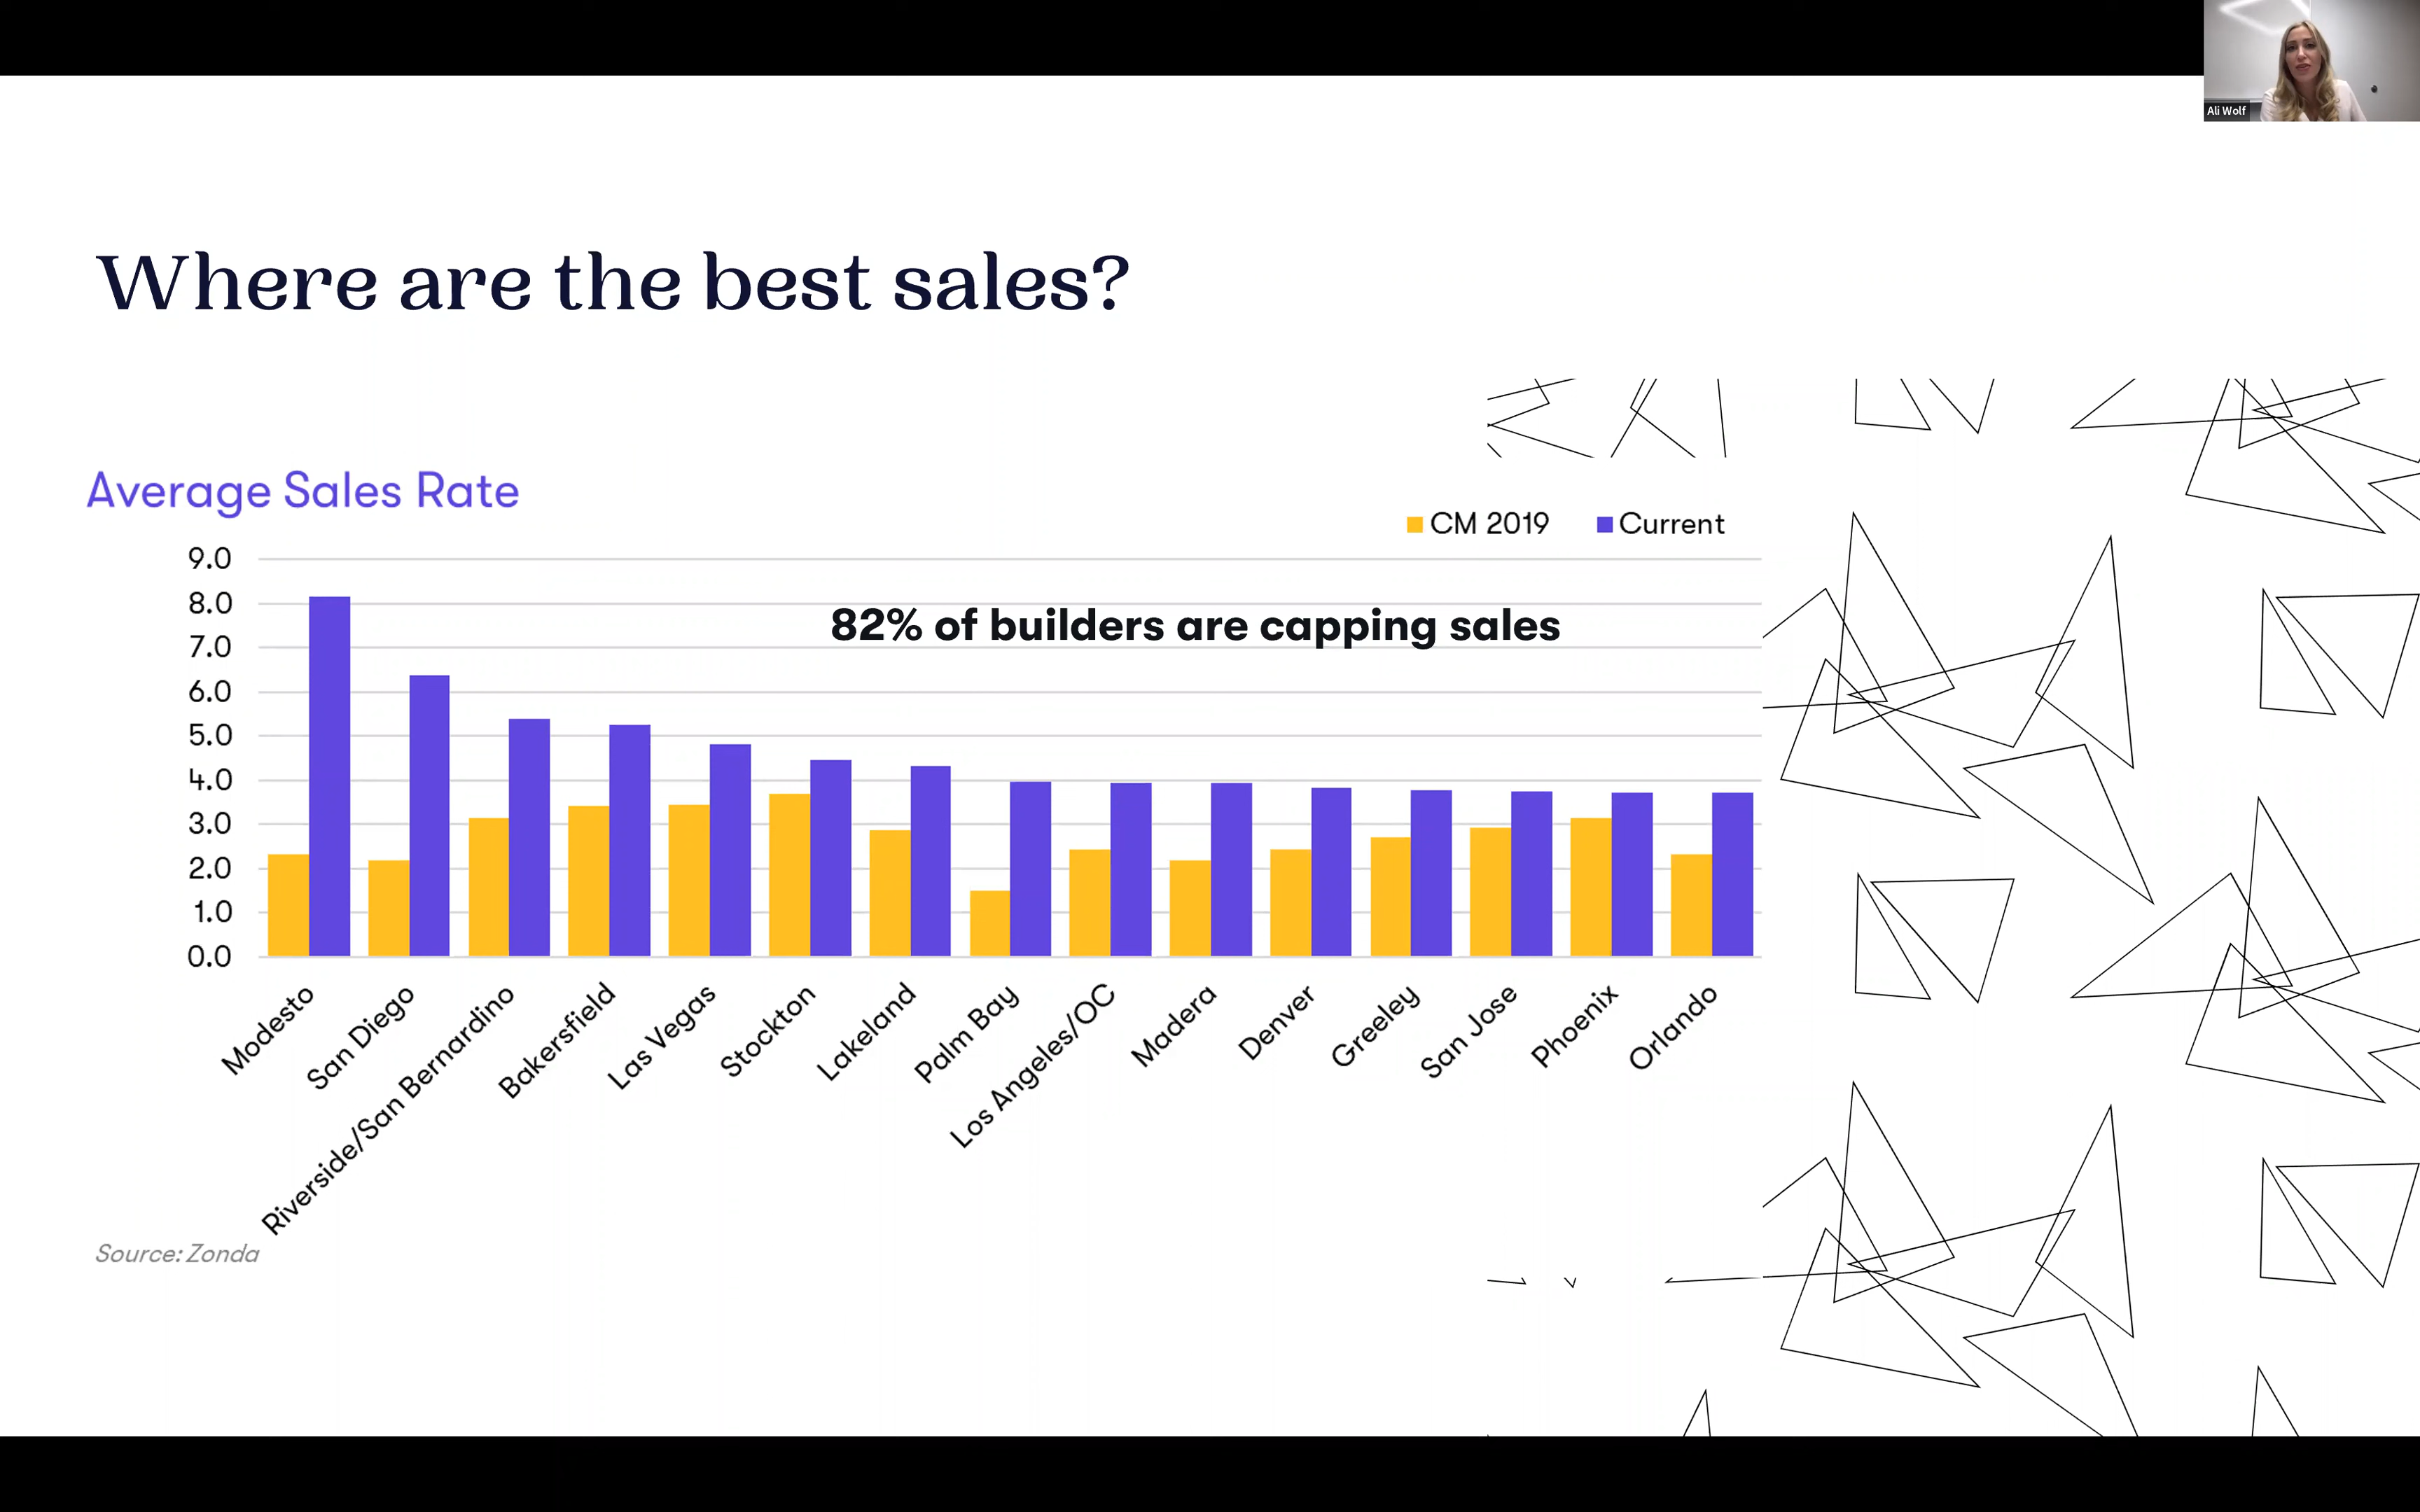 Ali Wolf
Where are the best sales?
Average Sales Rate
CM 2019 Current
9.0
8.0
82% of builders are capping sales
7.0
6.0
5.0
4.0
3.0
2.0
1.0
0.0
Modesto
San Diego
Riverside/San Bernardino
Bakersfield
Las Vegas
Stockton
Lakeland
Palm Bay
Los Angeles/OC
Madera
Denver
Greeley
San Jose
Phoenix
Orlando
Source: Zonda